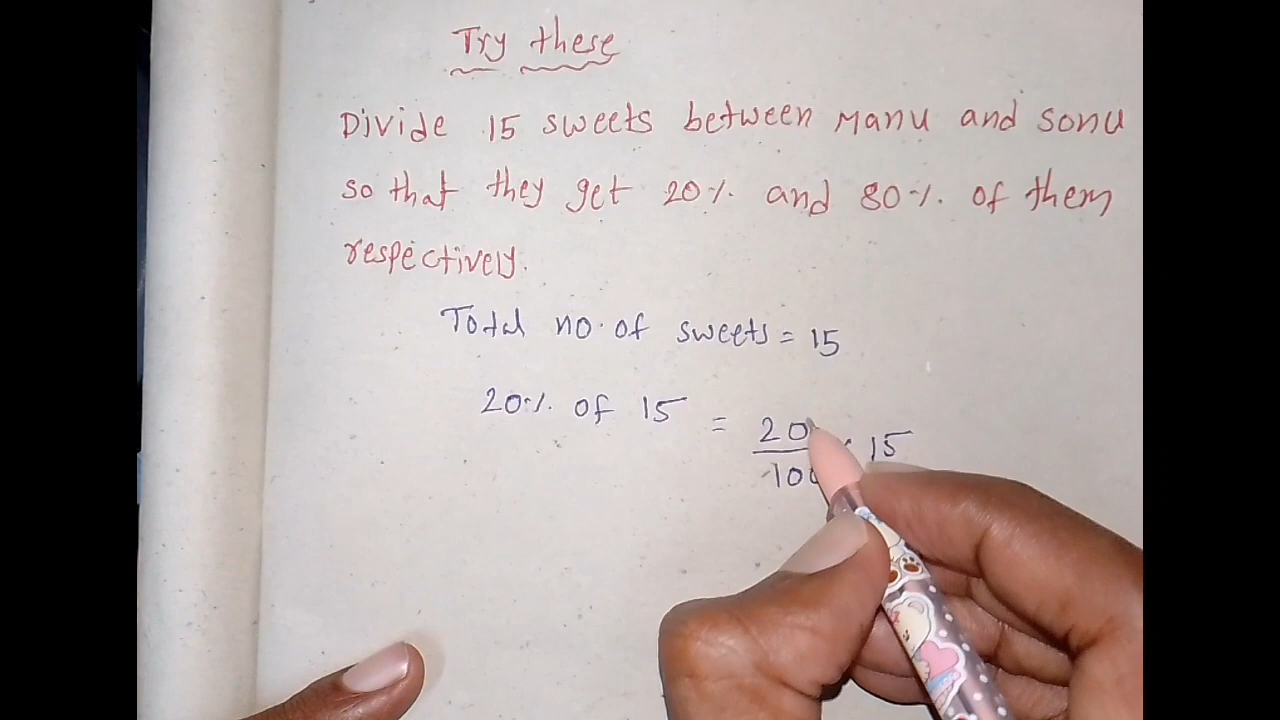 Try these
Divide 15 sweets between Manu and Sonu
so that they get 20% and 80% of them
respectively.
Total no. of sweets = 15
20% of 15 = 20/100 × 15